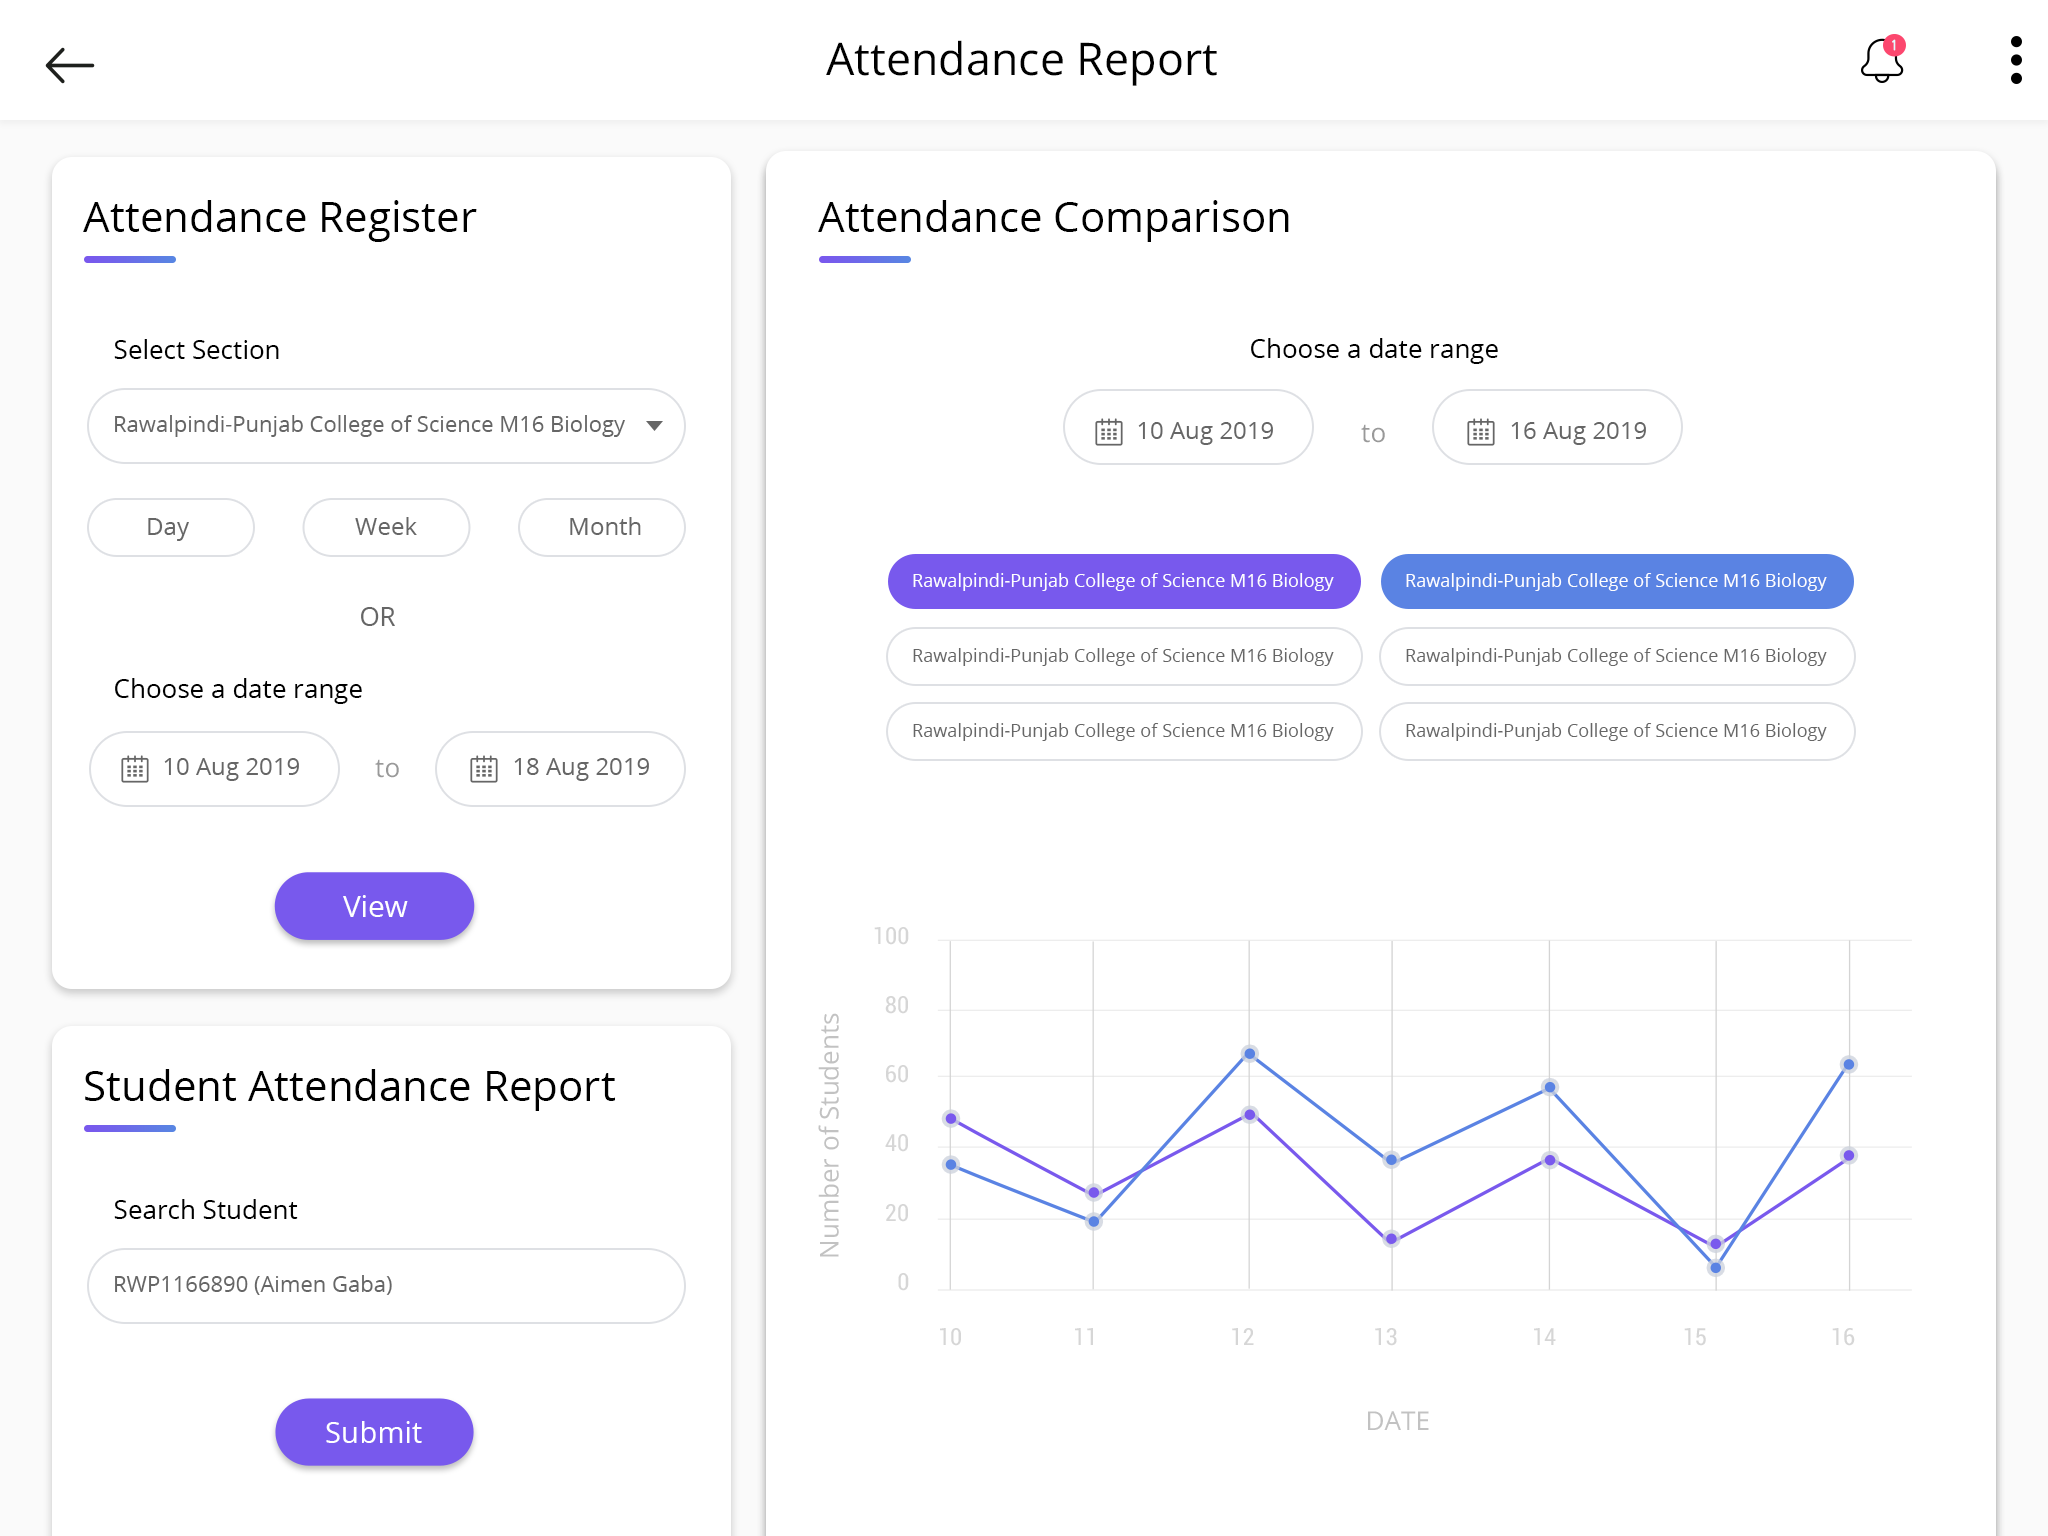 Attendance Report
1
Attendance Register
Select Section
Rawalpindi-Punjab College of Science M16 Biology
Day
Week
Month
OR
Choose a date range
10 Aug 2019
to
18 Aug 2019
View
Student Attendance Report
Search Student
RWP1166890 (Aimen Gaba)
Submit
Attendance Comparison
Choose a date range
10 Aug 2019
to
16 Aug 2019
Rawalpindi-Punjab College of Science M16 Biology
Rawalpindi-Punjab College of Science M16 Biology
Rawalpindi-Punjab College of Science M16 Biology
Rawalpindi-Punjab College of Science M16 Biology
Rawalpindi-Punjab College of Science M16 Biology
Rawalpindi-Punjab College of Science M16 Biology
Number of Students
100
80
60
40
20
0
10 11 12 13 14 15 16
DATE